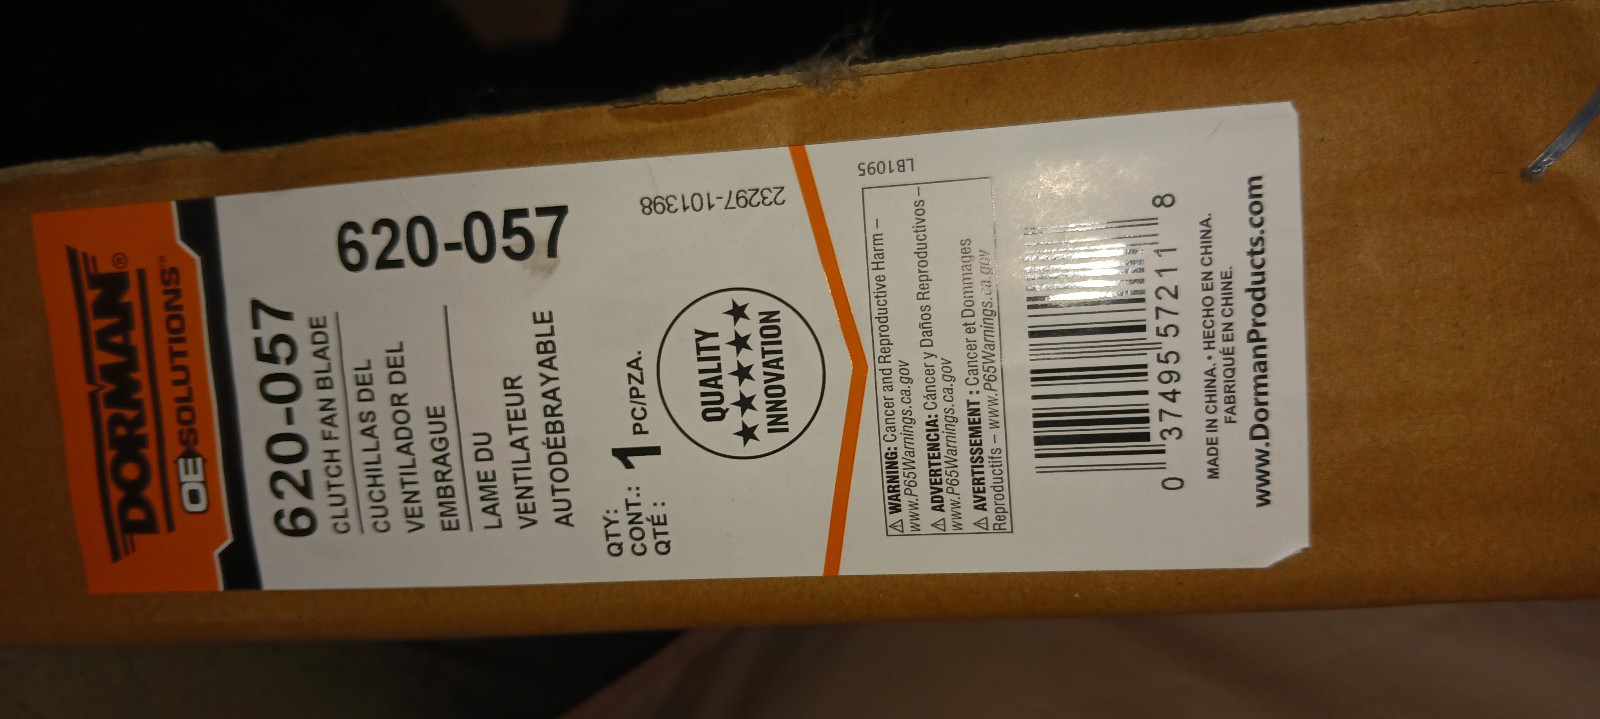 DORMAN®
OE SOLUTIONS™
620-057
620-057
CLUTCH FAN BLADE
CUCHILLAS DEL
VENTILADOR DEL
EMBRAGUE
LAME DU
VENTILATEUR
AUTODÉBRAYABLE
QTY:
CONT.: 1 PC/PZA.
QTÉ :
23297-101398
QUALITY
★★★★★
INNOVATION
LB1095
⚠ WARNING: Cancer and Reproductive Harm –
www.P65Warnings.ca.gov
⚠ ADVERTENCIA: Cáncer y Daños Reproductivos –
www.P65Warnings.ca.gov
⚠ AVERTISSEMENT : Cancer et Dommages
Reproductifs – www.P65Warnings.ca.gov
0 37495 57211 8
MADE IN CHINA. • HECHO EN CHINA.
FABRIQUÉ EN CHINE.
www.DormanProducts.com